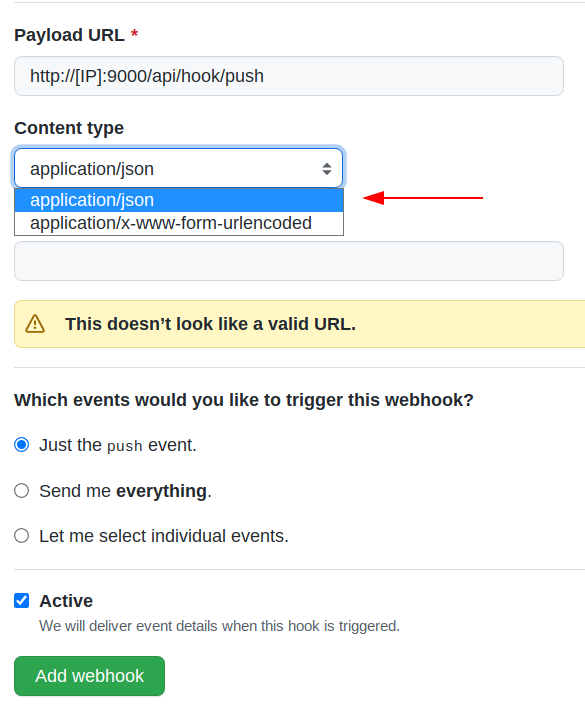 Payload URL *
http://[IP]:9000/api/hook/push
Content type
application/json
application/json
application/x-www-form-urlencoded
This doesn’t look like a valid URL.
Which events would you like to trigger this webhook?
Just the push event.
Send me everything.
Let me select individual events.
Active
We will deliver event details when this hook is triggered.
Add webhook